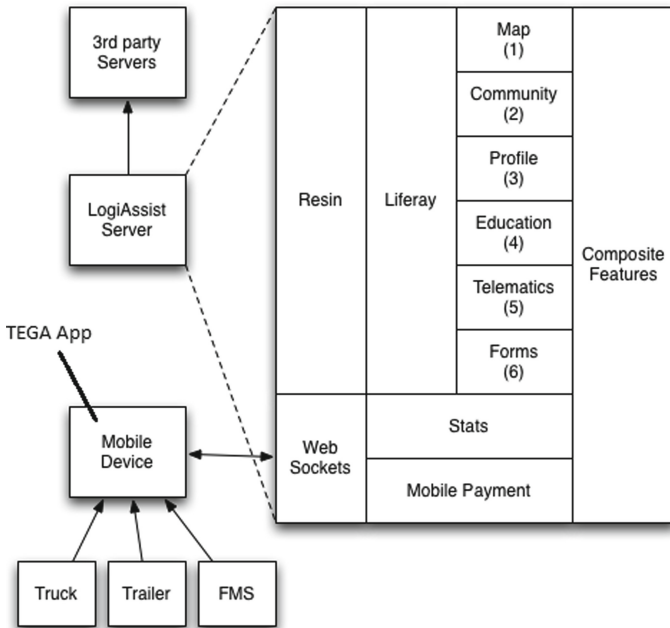 3rd party
Servers
LogiAssist
Server
TEGA App
Mobile
Device
Truck
Trailer
FMS
Resin
Liferay
Map
(1)
Community
(2)
Profile
(3)
Education
(4)
Telematics
(5)
Forms
(6)
Composite
Features
Web
Sockets
Stats
Mobile Payment